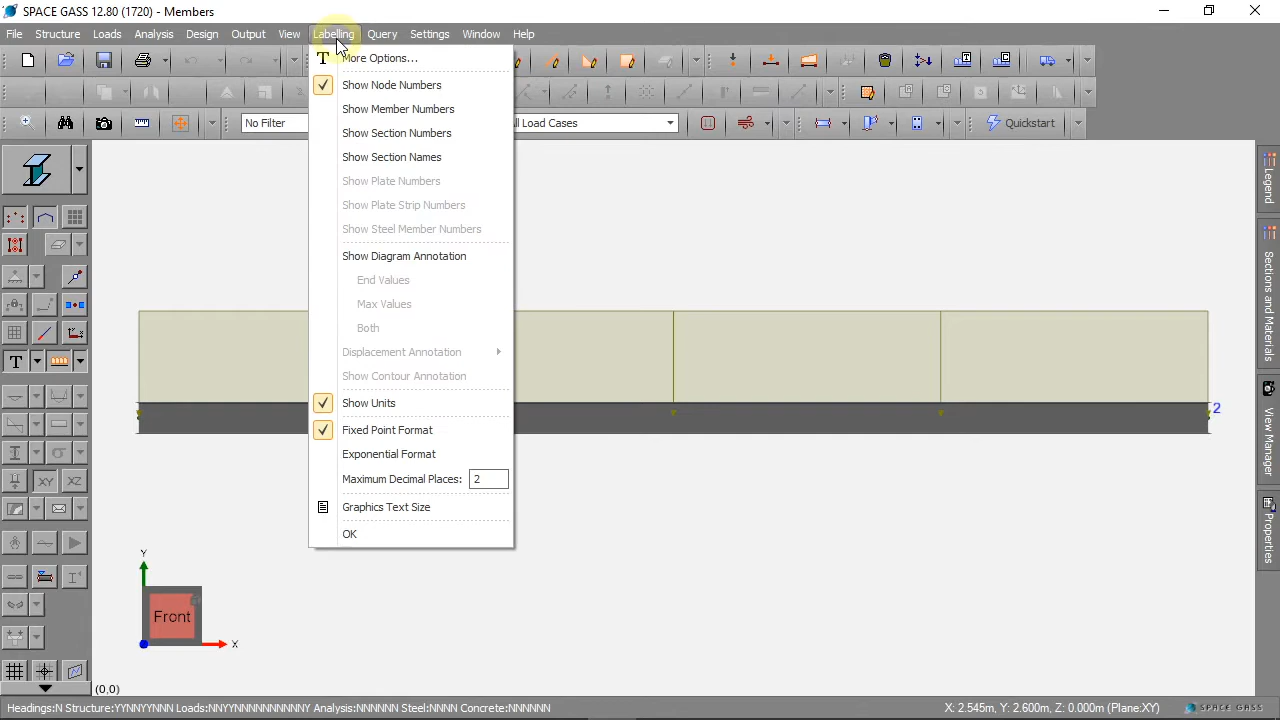 SPACE GASS 12.80 (1720) - Members
File Structure Loads Analysis Design Output View Labelling Query Settings Window Help
More Options...
Show Node Numbers
Show Member Numbers
Show Section Numbers
Show Section Names
Show Plate Numbers
Show Plate Strip Numbers
Show Steel Member Numbers
Show Diagram Annotation
End Values
Max Values
Both
Displacement Annotation
Show Contour Annotation
Show Units
Fixed Point Format
Exponential Format
Maximum Decimal Places: 2
Graphics Text Size
OK
No Filter
All Load Cases
Quickstart
T
XY
XZ
Legend
Sections and Materials
View Manager
Properties
2
Y
Front
X
(0,0)
Headings:N Structure:YYNNYYNNN Loads:NNYYNNNNNNNNNY Analysis:NNNNNN Steel:NNNN Concrete:NNNNNN
X: 2.545m, Y: 2.600m, Z: 0.000m (Plane:XY)
SPACE GASS